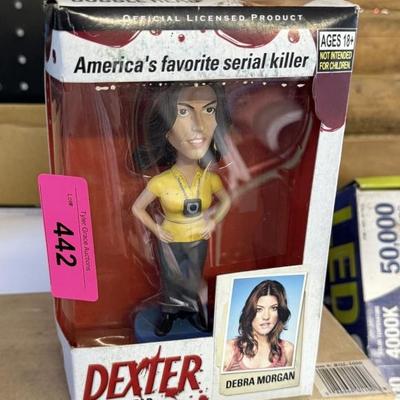 OFFICIAL LICENSED PRODUCT
America's favorite serial killer
AGES 18+
NOT INTENDED
FOR CHILDREN
Lot#
442
Tyler Grace Auctions
DEBRA MORGAN
DEXTER
LED
50,000
4000K